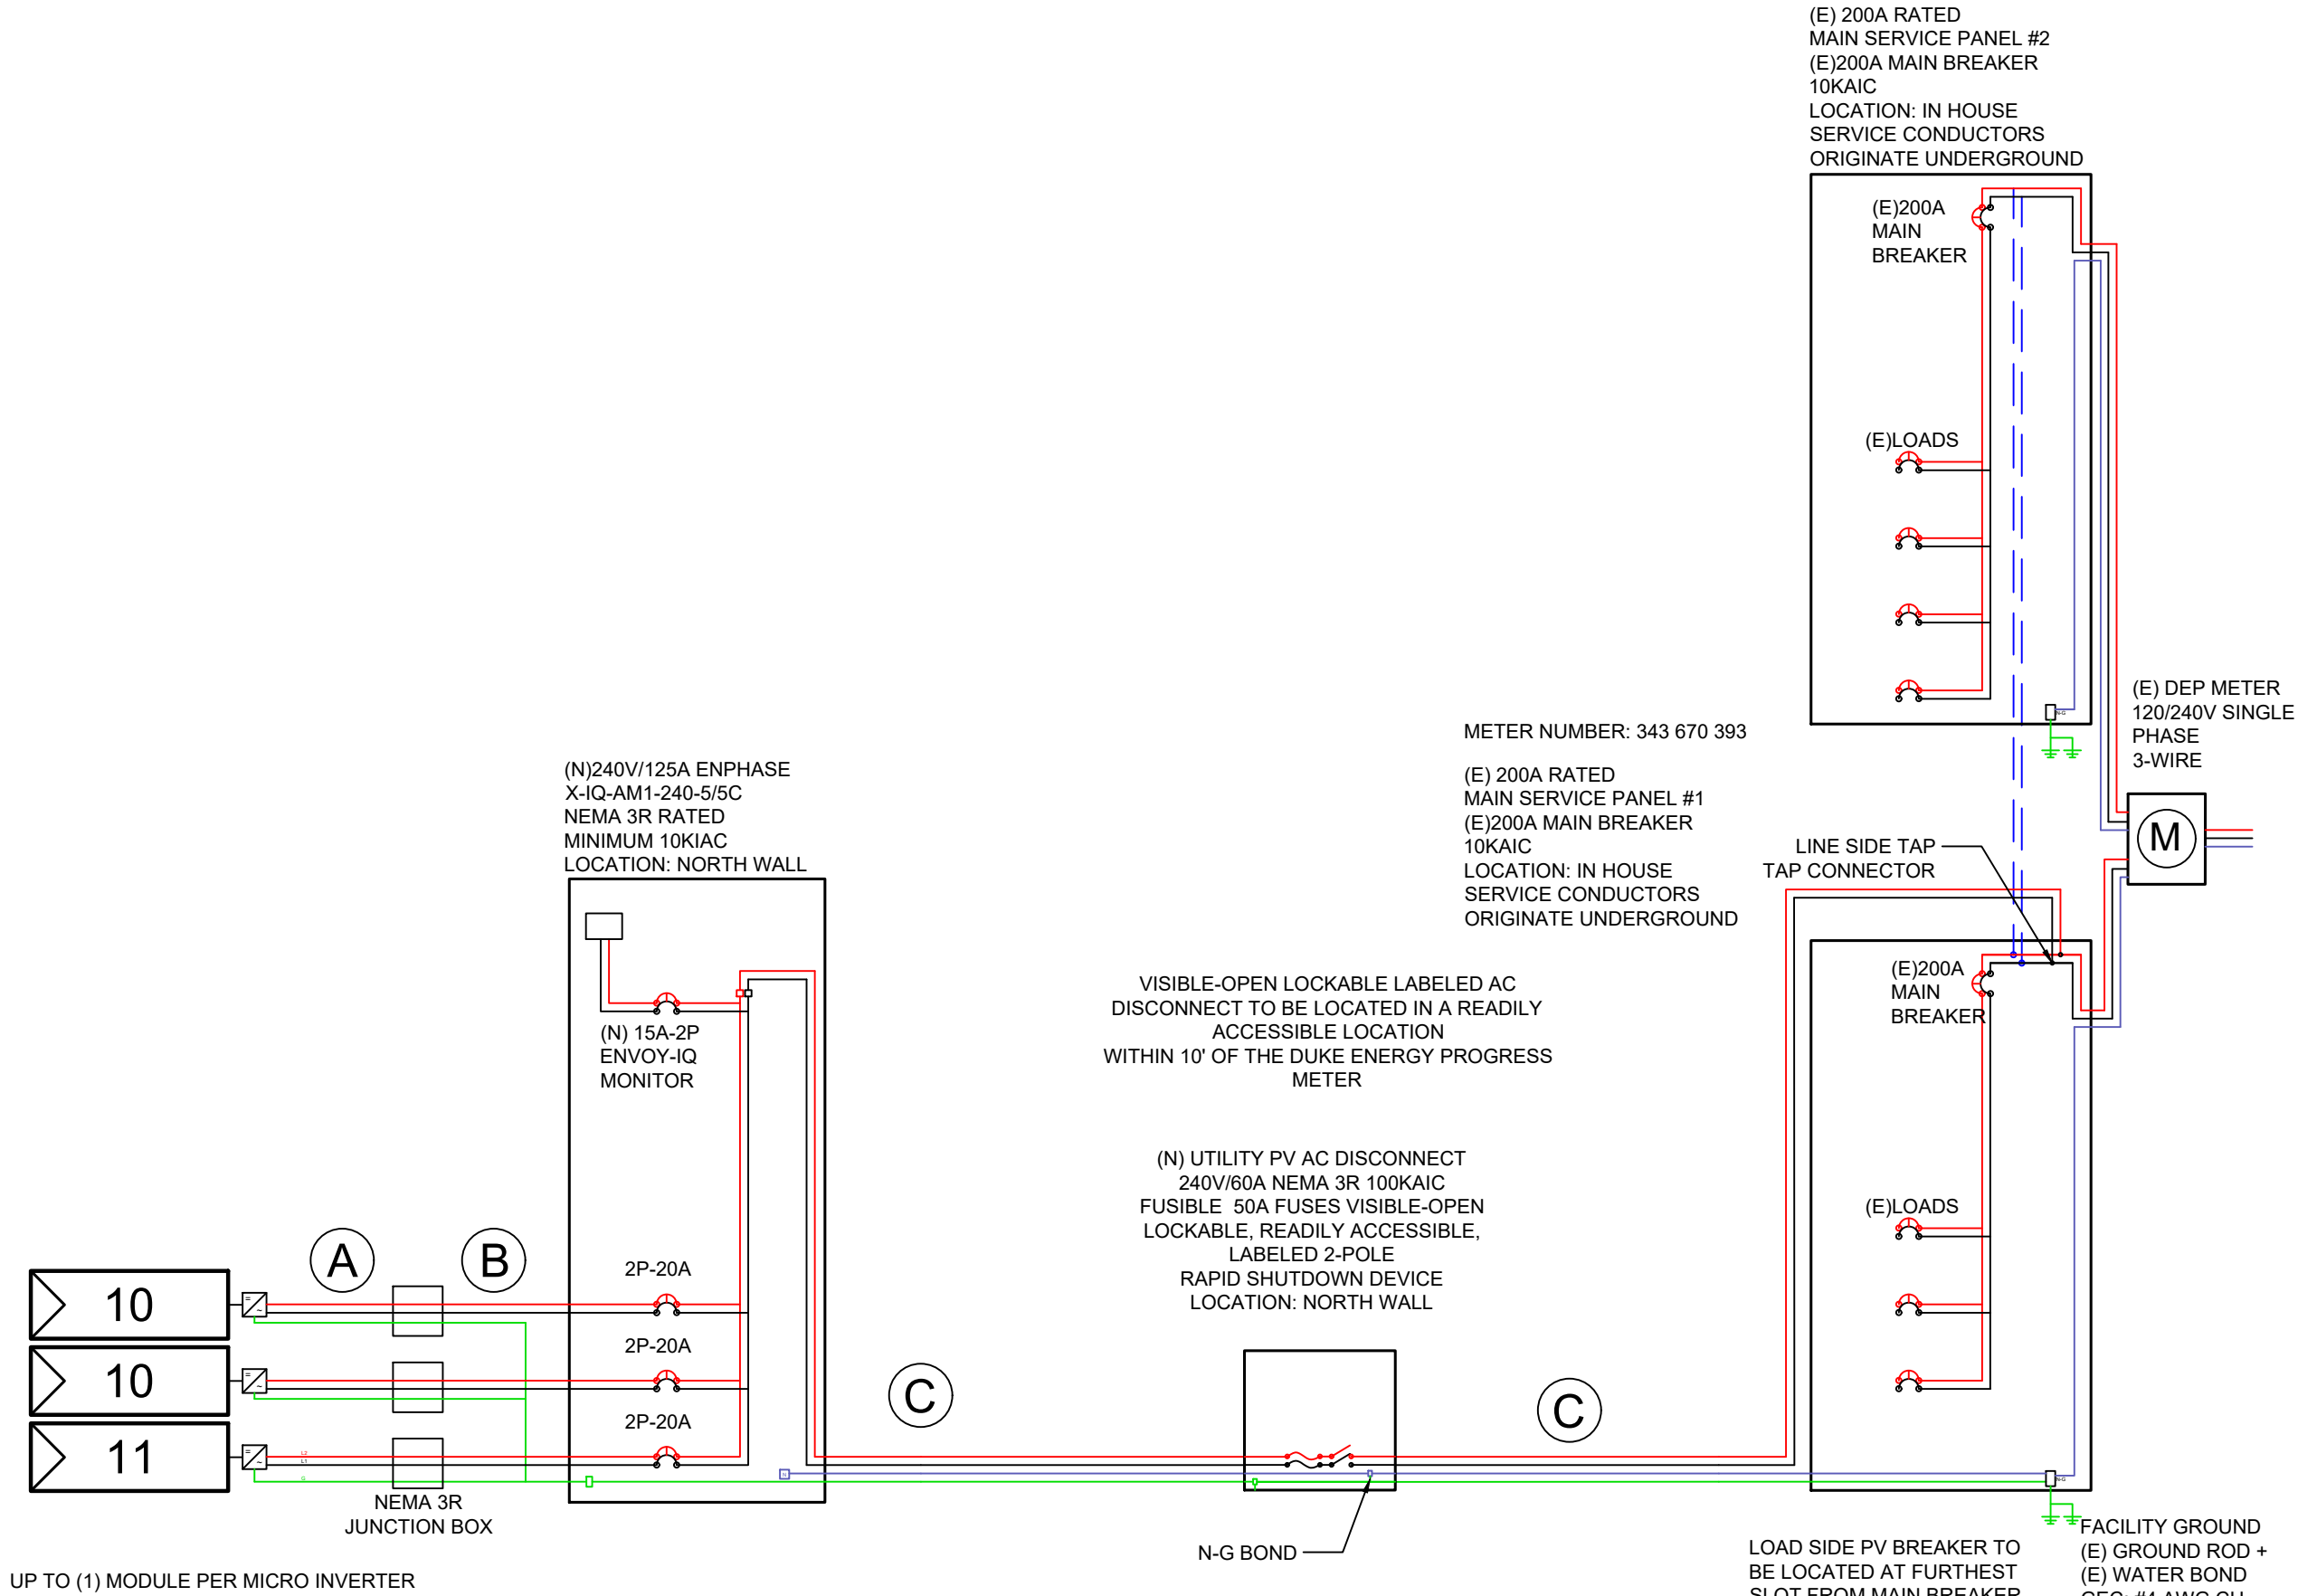 (E) 200A RATED
MAIN SERVICE PANEL #2
(E)200A MAIN BREAKER
10KAIC
LOCATION: IN HOUSE
SERVICE CONDUCTORS
ORIGINATE UNDERGROUND
(E)200A
MAIN
BREAKER
(E)LOADS
N-G
(E) DEP METER
120/240V SINGLE
PHASE
3-WIRE
M
METER NUMBER: 343 670 393
(E) 200A RATED
MAIN SERVICE PANEL #1
(E)200A MAIN BREAKER
10KAIC
LOCATION: IN HOUSE
SERVICE CONDUCTORS
ORIGINATE UNDERGROUND
LINE SIDE TAP
TAP CONNECTOR
(N)240V/125A ENPHASE
X-IQ-AM1-240-5/5C
NEMA 3R RATED
MINIMUM 10KIAC
LOCATION: NORTH WALL
(N) 15A-2P
ENVOY-IQ
MONITOR
VISIBLE-OPEN LOCKABLE LABELED AC
DISCONNECT TO BE LOCATED IN A READILY
ACCESSIBLE LOCATION
WITHIN 10' OF THE DUKE ENERGY PROGRESS
METER
(E)200A
MAIN
BREAKER
(N) UTILITY PV AC DISCONNECT
240V/60A NEMA 3R 100KAIC
FUSIBLE 50A FUSES VISIBLE-OPEN
LOCKABLE, READILY ACCESSIBLE,
LABELED 2-POLE
RAPID SHUTDOWN DEVICE
LOCATION: NORTH WALL
(E)LOADS
A
B
2P-20A
2P-20A
2P-20A
10
10
11
L2
L1
G
C
C
N-G
NEMA 3R
JUNCTION BOX
N-G BOND
UP TO (1) MODULE PER MICRO INVERTER
LOAD SIDE PV BREAKER TO
BE LOCATED AT FURTHEST
SLOT FROM MAIN BREAKER
FACILITY GROUND
(E) GROUND ROD +
(E) WATER BOND